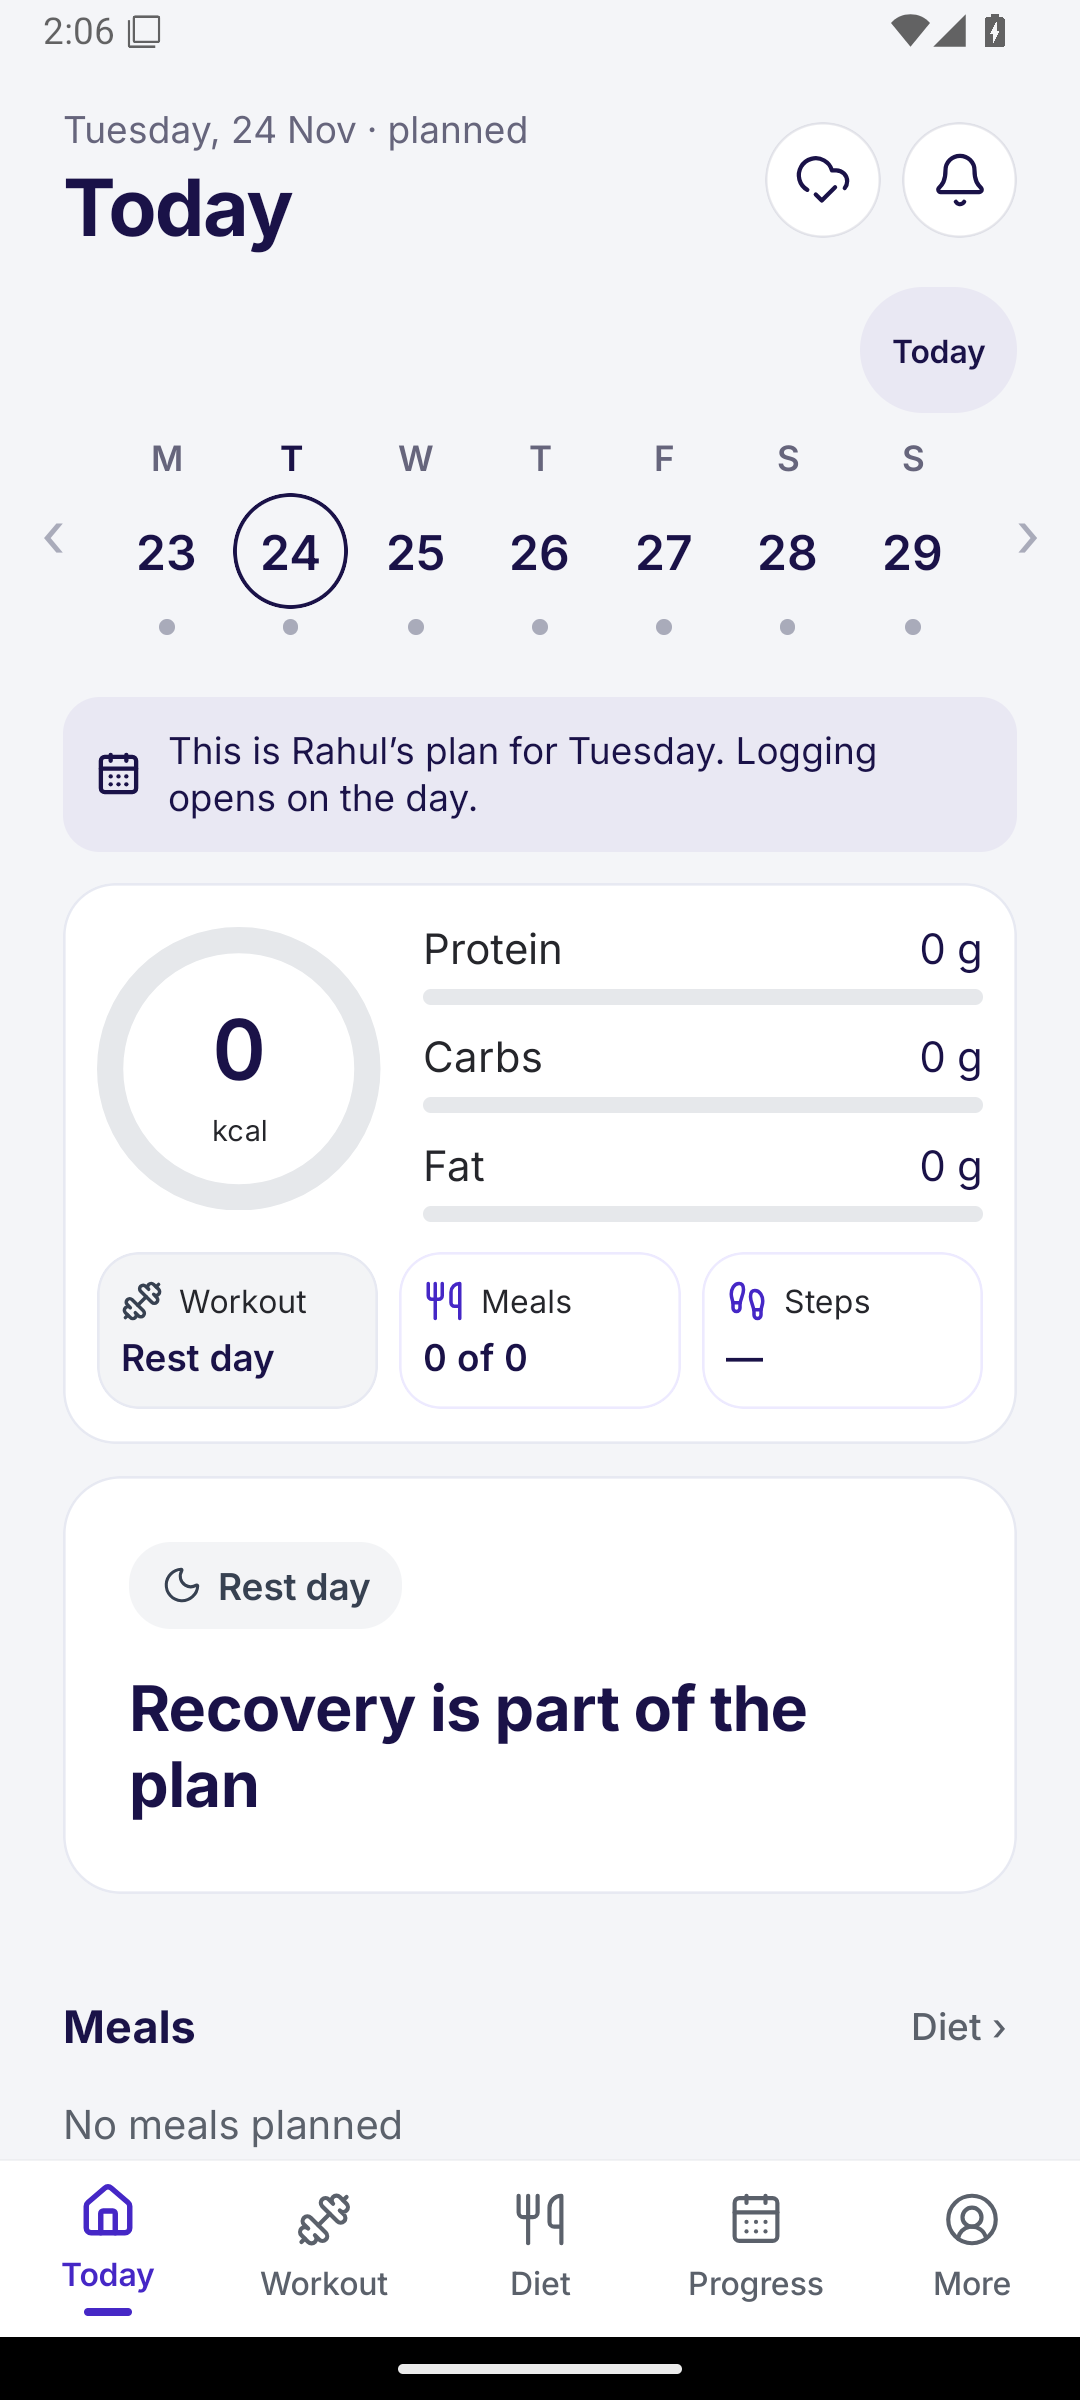 2:06
Tuesday, 24 Nov · planned
Today
Today
M T W T F S S
‹ 23 24 25 26 27 28 29 ›
This is Rahul’s plan for Tuesday. Logging
opens on the day.
Protein 0 g
0
kcal
Carbs 0 g
Fat 0 g
Workout
Rest day
Meals
0 of 0
Steps
—
Rest day
Recovery is part of the
plan
Meals Diet ›
No meals planned
Today Workout Diet Progress More